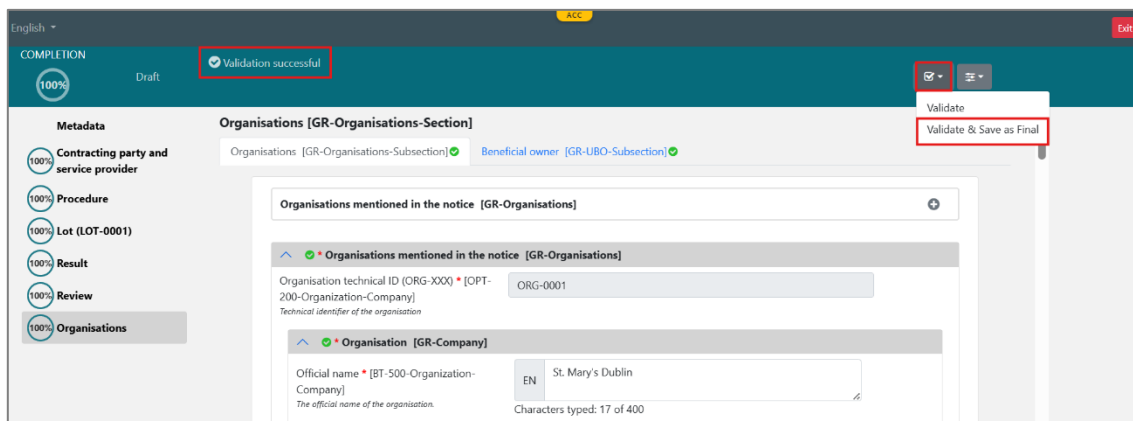 English
ACC
Exit
COMPLETION
100%
Draft
Validation successful
Validate
Validate & Save as Final
Metadata
100% Contracting party and
service provider
100% Procedure
100% Lot (LOT-0001)
100% Result
100% Review
100% Organisations
Organisations [GR-Organisations-Section]
Organisations [GR-Organisations-Subsection]
Beneficial owner [GR-UBO-Subsection]
Organisations mentioned in the notice [GR-Organisations]
* Organisations mentioned in the notice [GR-Organisations]
Organisation technical ID (ORG-XXX) * [OPT-
200-Organization-Company]
Technical identifier of the organisation
ORG-0001
* Organisation [GR-Company]
Official name * [BT-500-Organization-
Company]
The official name of the organisation.
EN
St. Mary's Dublin
Characters typed: 17 of 400